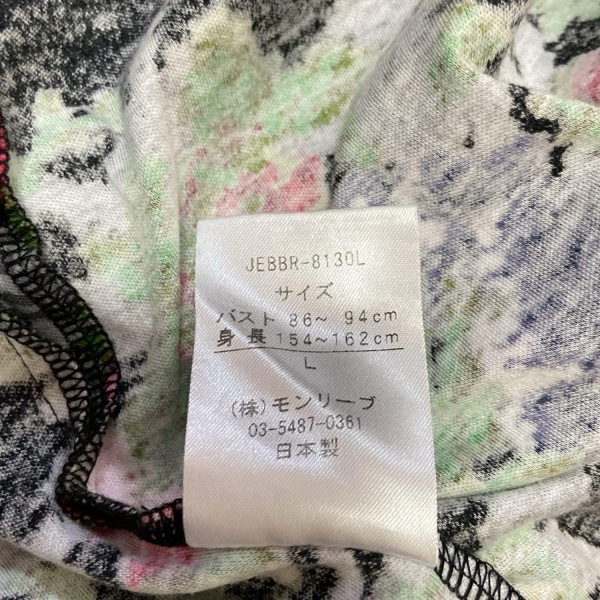 JEBBR-8130L
サイズ
バスト 86～ 94cm
身 長 154～162cm
L
(株)モンリーブ
03-5487-0361
日本製